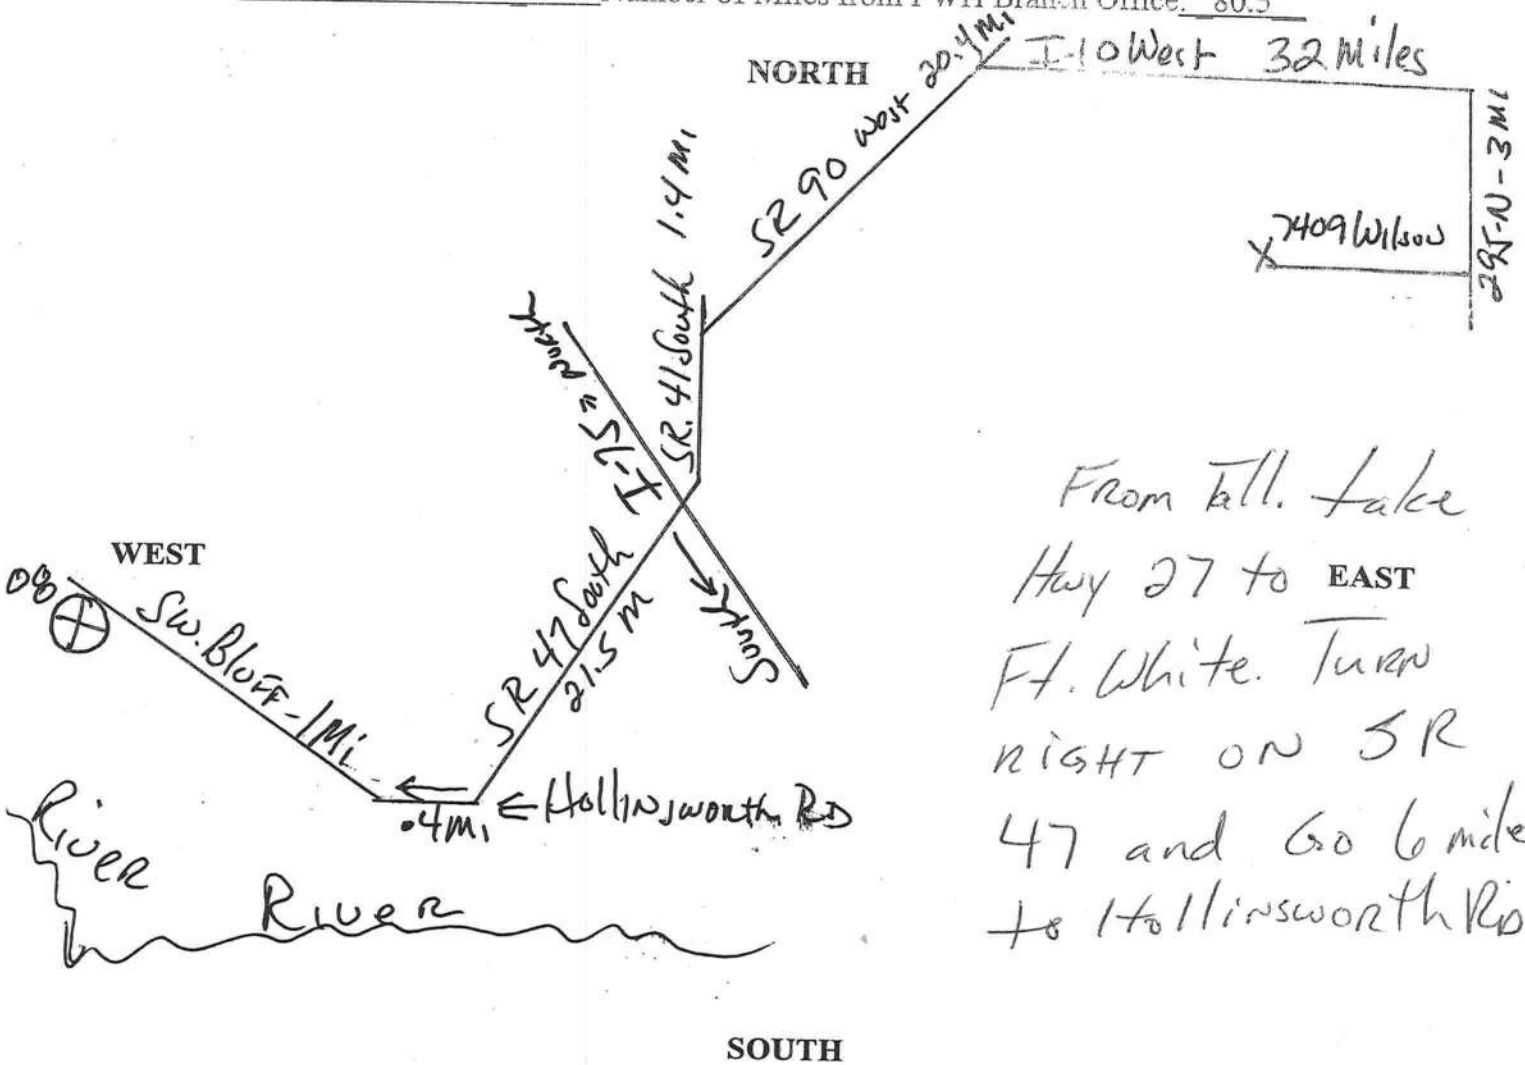 Number of Miles from PWH Branch Office: 80.3
NORTH
I-10 West 32 Miles
SR 90 West 20.4 Mi
295-N-3 Mi
7409 Wilson
X
SR. 41 South 1.4 Mi
North
I-75
South
SR 47 South
21.5 M
WEST
SW. Bluff - 1 Mi
.4 Mi
← Hollinsworth RD
River
River
From Tall. take
Hwy 27 to
EAST
Ft. White. Turn
Right on SR
47 and Go 6 mile
to Hollinsworth RD
SOUTH